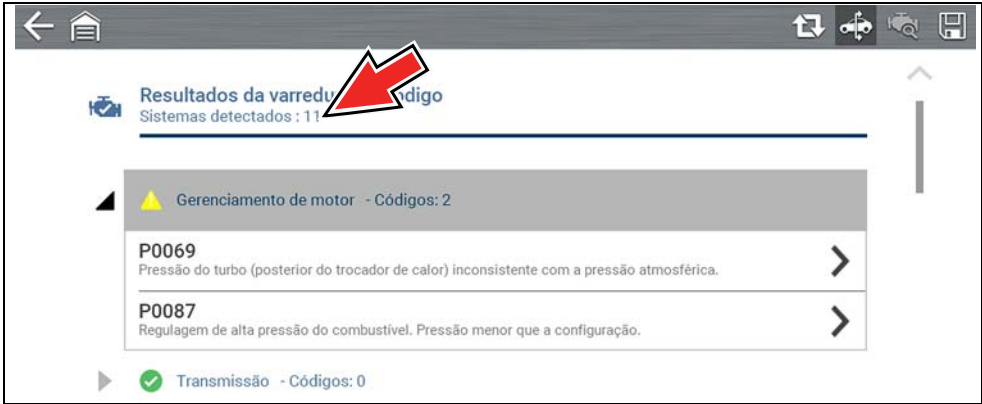 Resultados da varredu
Sistemas detectados : 11
Gerenciamento de motor - Códigos: 2
P0069
Pressão do turbo (posterior do trocador de calor) inconsistente com a pressão atmosférica.
P0087
Regulagem de alta pressão do combustível. Pressão menor que a configuração.
Transmissão - Códigos: 0